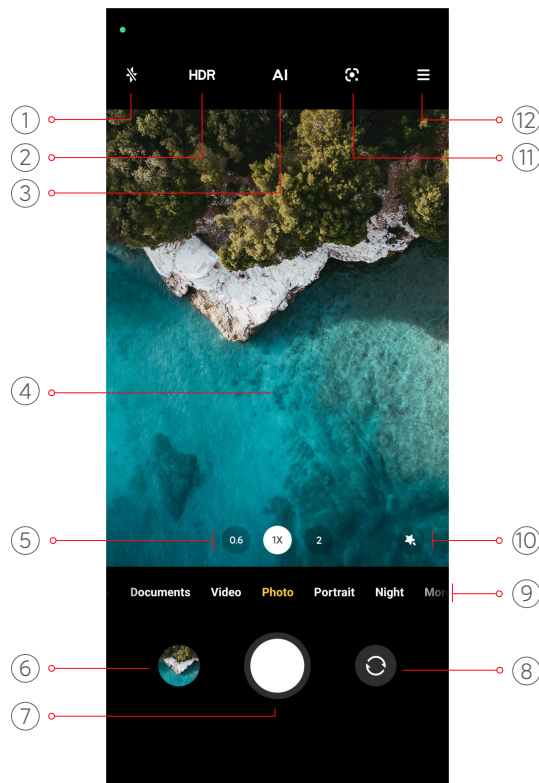 HDR AI
① ⑫
② ⑪
③
④
⑤ 0.6 1X 2 ⑩
Documents Video Photo Portrait Night Mor ⑨
⑥ ⑧
⑦